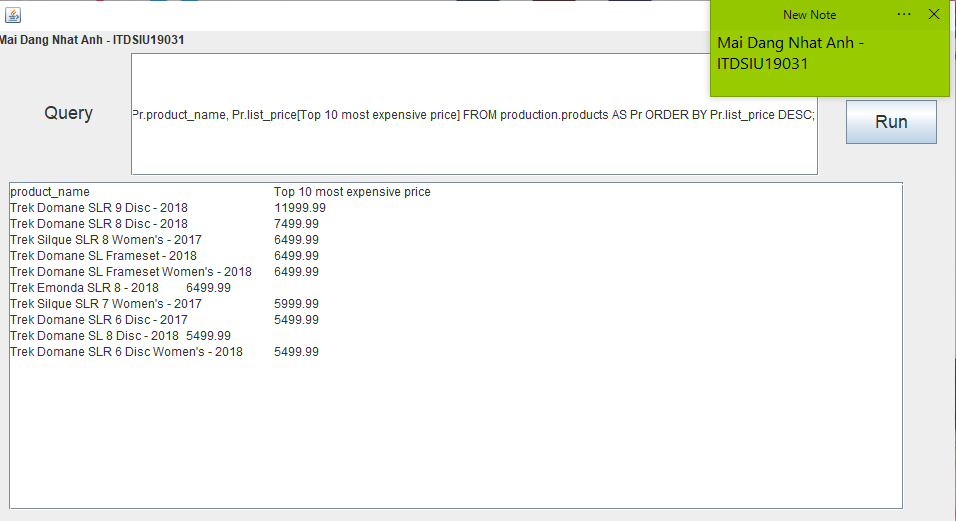 New Note
Mai Dang Nhat Anh -
ITDSIU19031
Mai Dang Nhat Anh - ITDSIU19031
Query
Pr.product_name, Pr.list_price[Top 10 most expensive price] FROM production.products AS Pr ORDER BY Pr.list_price DESC;
Run
product_name Top 10 most expensive price
Trek Domane SLR 9 Disc - 2018 11999.99
Trek Domane SLR 8 Disc - 2018 7499.99
Trek Silque SLR 8 Women's - 2017 6499.99
Trek Domane SL Frameset - 2018 6499.99
Trek Domane SL Frameset Women's - 2018 6499.99
Trek Emonda SLR 8 - 2018 6499.99
Trek Silque SLR 7 Women's - 2017 5999.99
Trek Domane SLR 6 Disc - 2017 5499.99
Trek Domane SL 8 Disc - 2018 5499.99
Trek Domane SLR 6 Disc Women's - 2018 5499.99